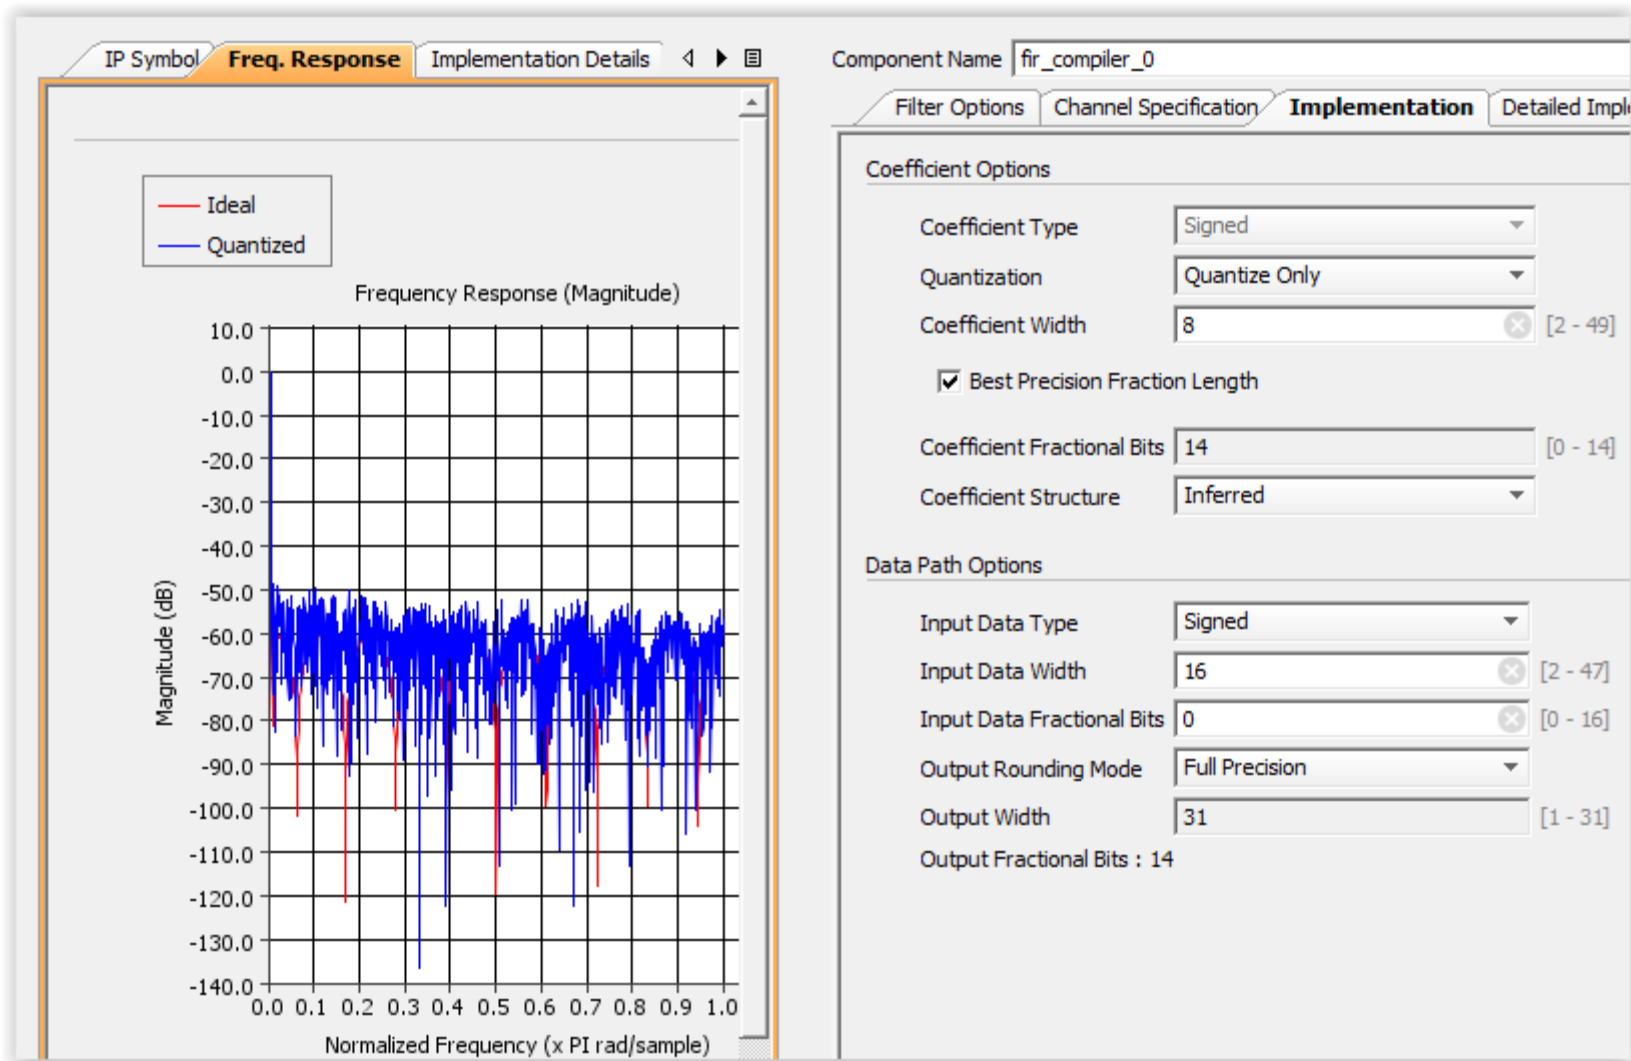 IP Symbol Freq. Response Implementation Details
Ideal
Quantized
Frequency Response (Magnitude)
10.0
0.0
-10.0
-20.0
-30.0
-40.0
-50.0
-60.0
-70.0
-80.0
-90.0
-100.0
-110.0
-120.0
-130.0
-140.0
Magnitude (dB)
0.0 0.1 0.2 0.3 0.4 0.5 0.6 0.7 0.8 0.9 1.0
Normalized Frequency (x PI rad/sample)
Component Name fir_compiler_0
Filter Options Channel Specification Implementation Detailed Impl
Coefficient Options
Coefficient Type Signed
Quantization Quantize Only
Coefficient Width 8 [2 - 49]
Best Precision Fraction Length
Coefficient Fractional Bits 14 [0 - 14]
Coefficient Structure Inferred
Data Path Options
Input Data Type Signed
Input Data Width 16 [2 - 47]
Input Data Fractional Bits 0 [0 - 16]
Output Rounding Mode Full Precision
Output Width 31 [1 - 31]
Output Fractional Bits : 14